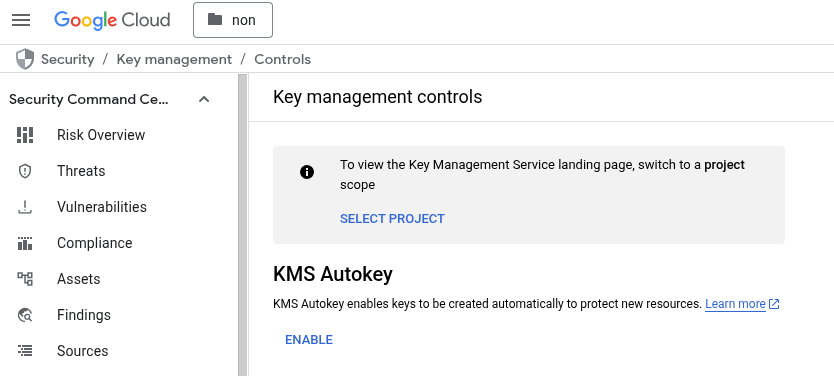 Google Cloud
non
Security / Key management / Controls
Security Command Ce...
Risk Overview
Threats
Vulnerabilities
Compliance
Assets
Findings
Sources
Key management controls
To view the Key Management Service landing page, switch to a project
scope
SELECT PROJECT
KMS Autokey
KMS Autokey enables keys to be created automatically to protect new resources. Learn more
ENABLE